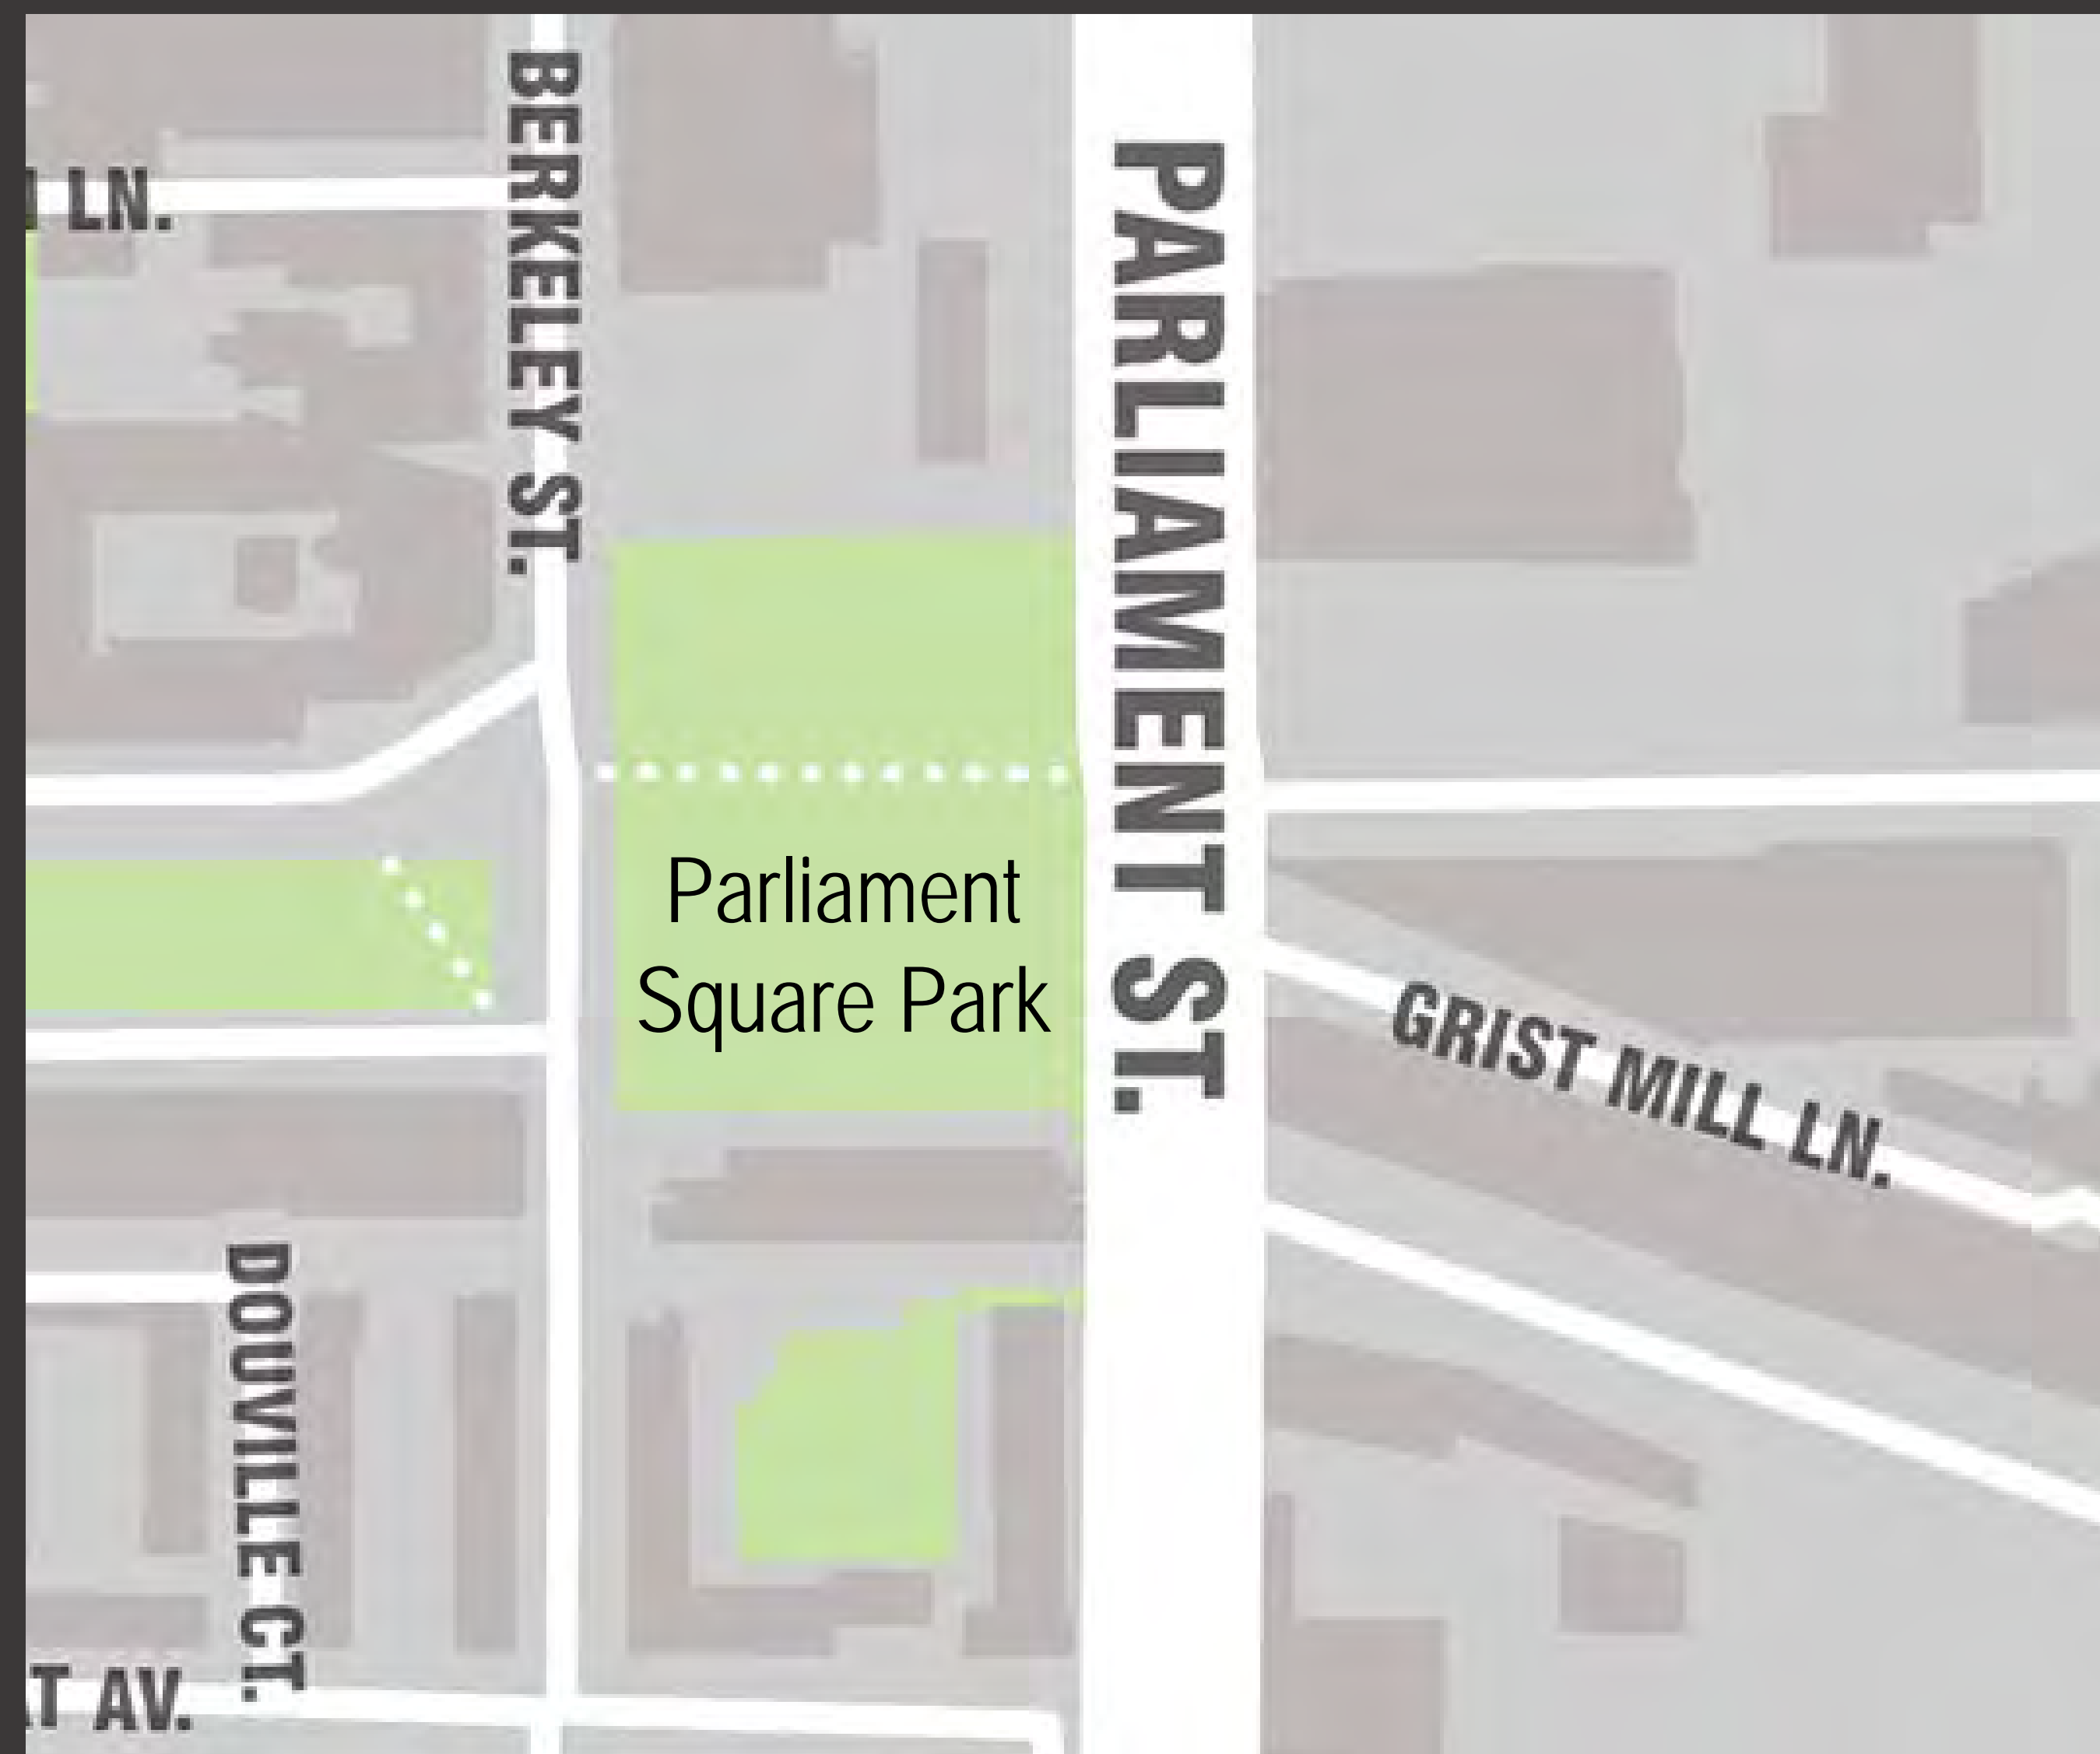 BERKELEY ST.
LN.
PARLIAMENT ST.
Parliament
Square Park
GRIST MILL LN.
DOUVILLE CT.
AV.